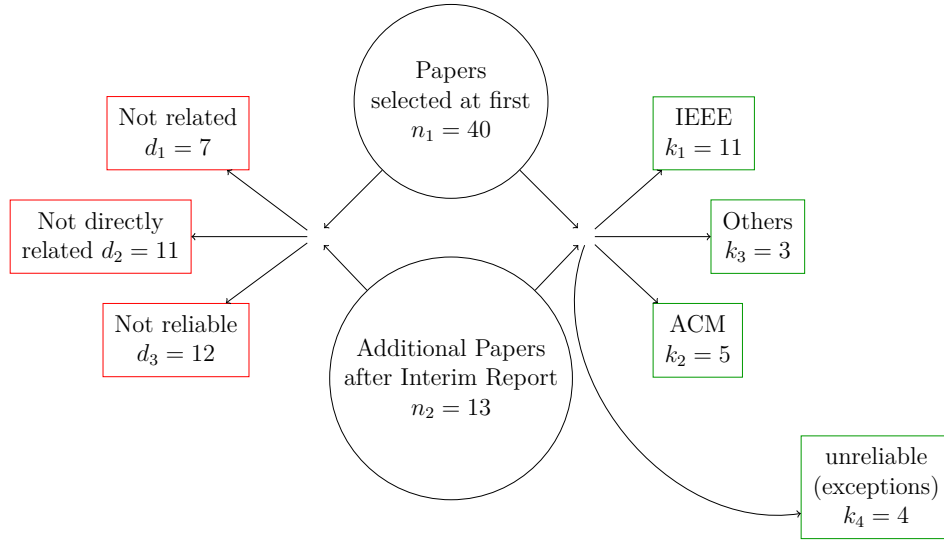 Papers
selected at first
n₁ = 40
Not related
d₁ = 7
IEEE
k₁ = 11
Not directly
related d₂ = 11
Others
k₃ = 3
Not reliable
d₃ = 12
ACM
k₂ = 5
Additional Papers
after Interim Report
n₂ = 13
unreliable
(exceptions)
k₄ = 4